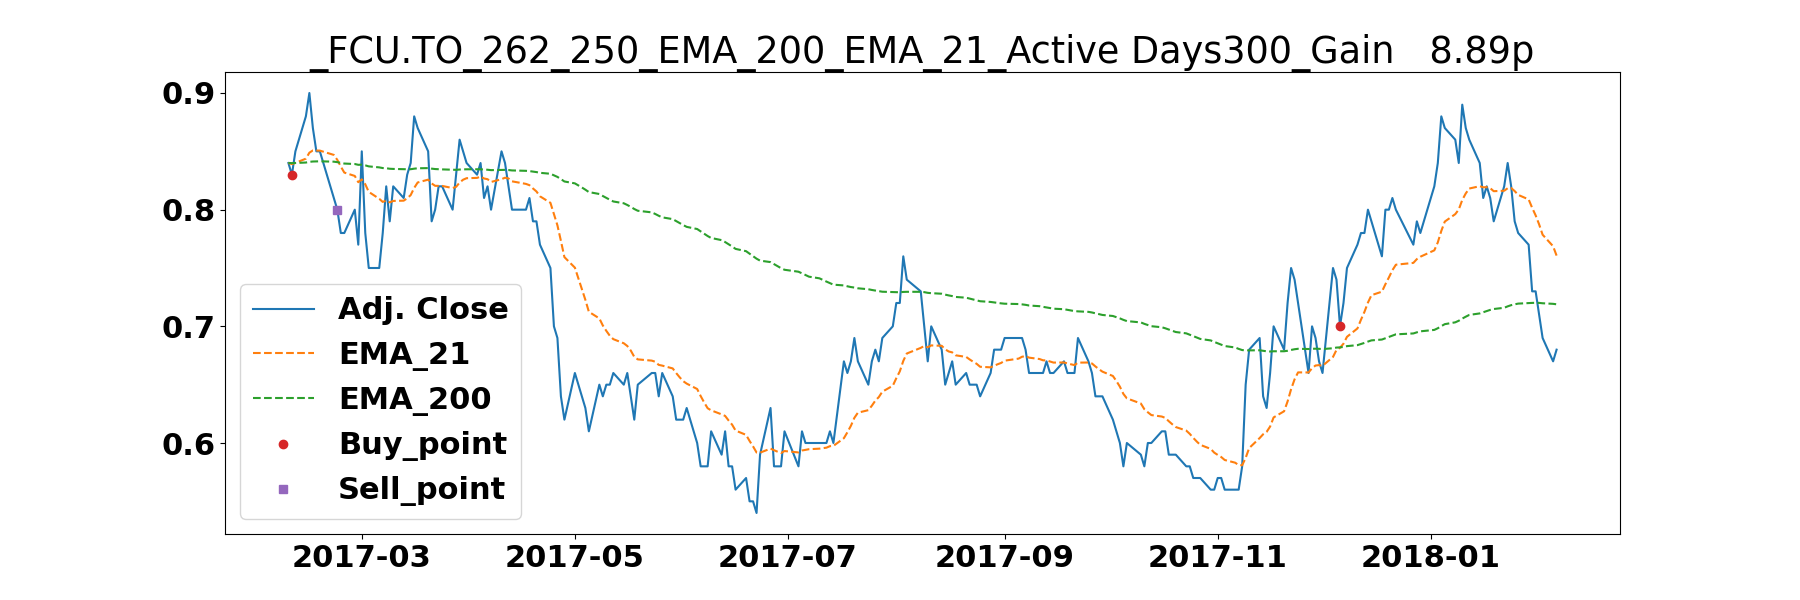 _FCU.TO_262_250_EMA_200_EMA_21_Active Days300_Gain   8.89p
0.9
0.8
0.7
0.6
Adj. Close
EMA_21
EMA_200
Buy_point
Sell_point
2017-03 2017-05 2017-07 2017-09 2017-11 2018-01